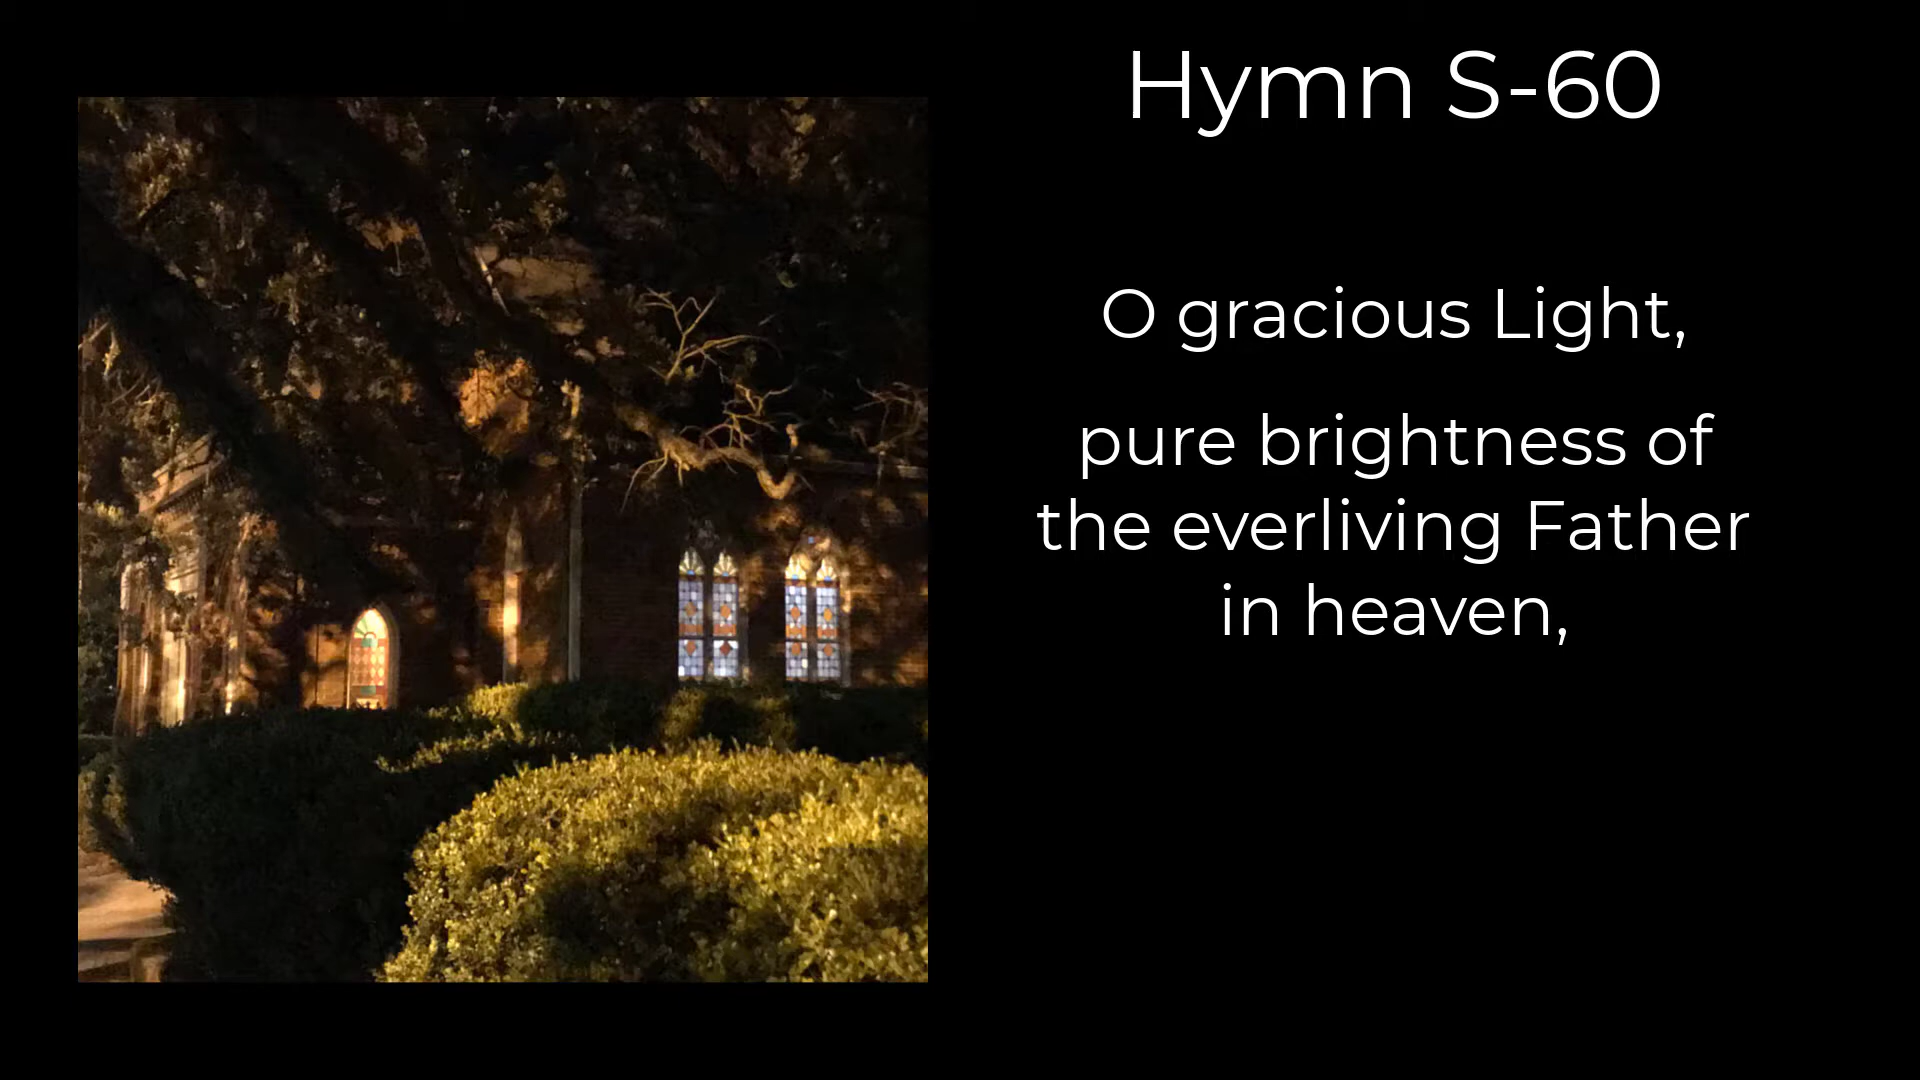 Hymn S-60
O gracious Light,
pure brightness of
the everliving Father
in heaven,